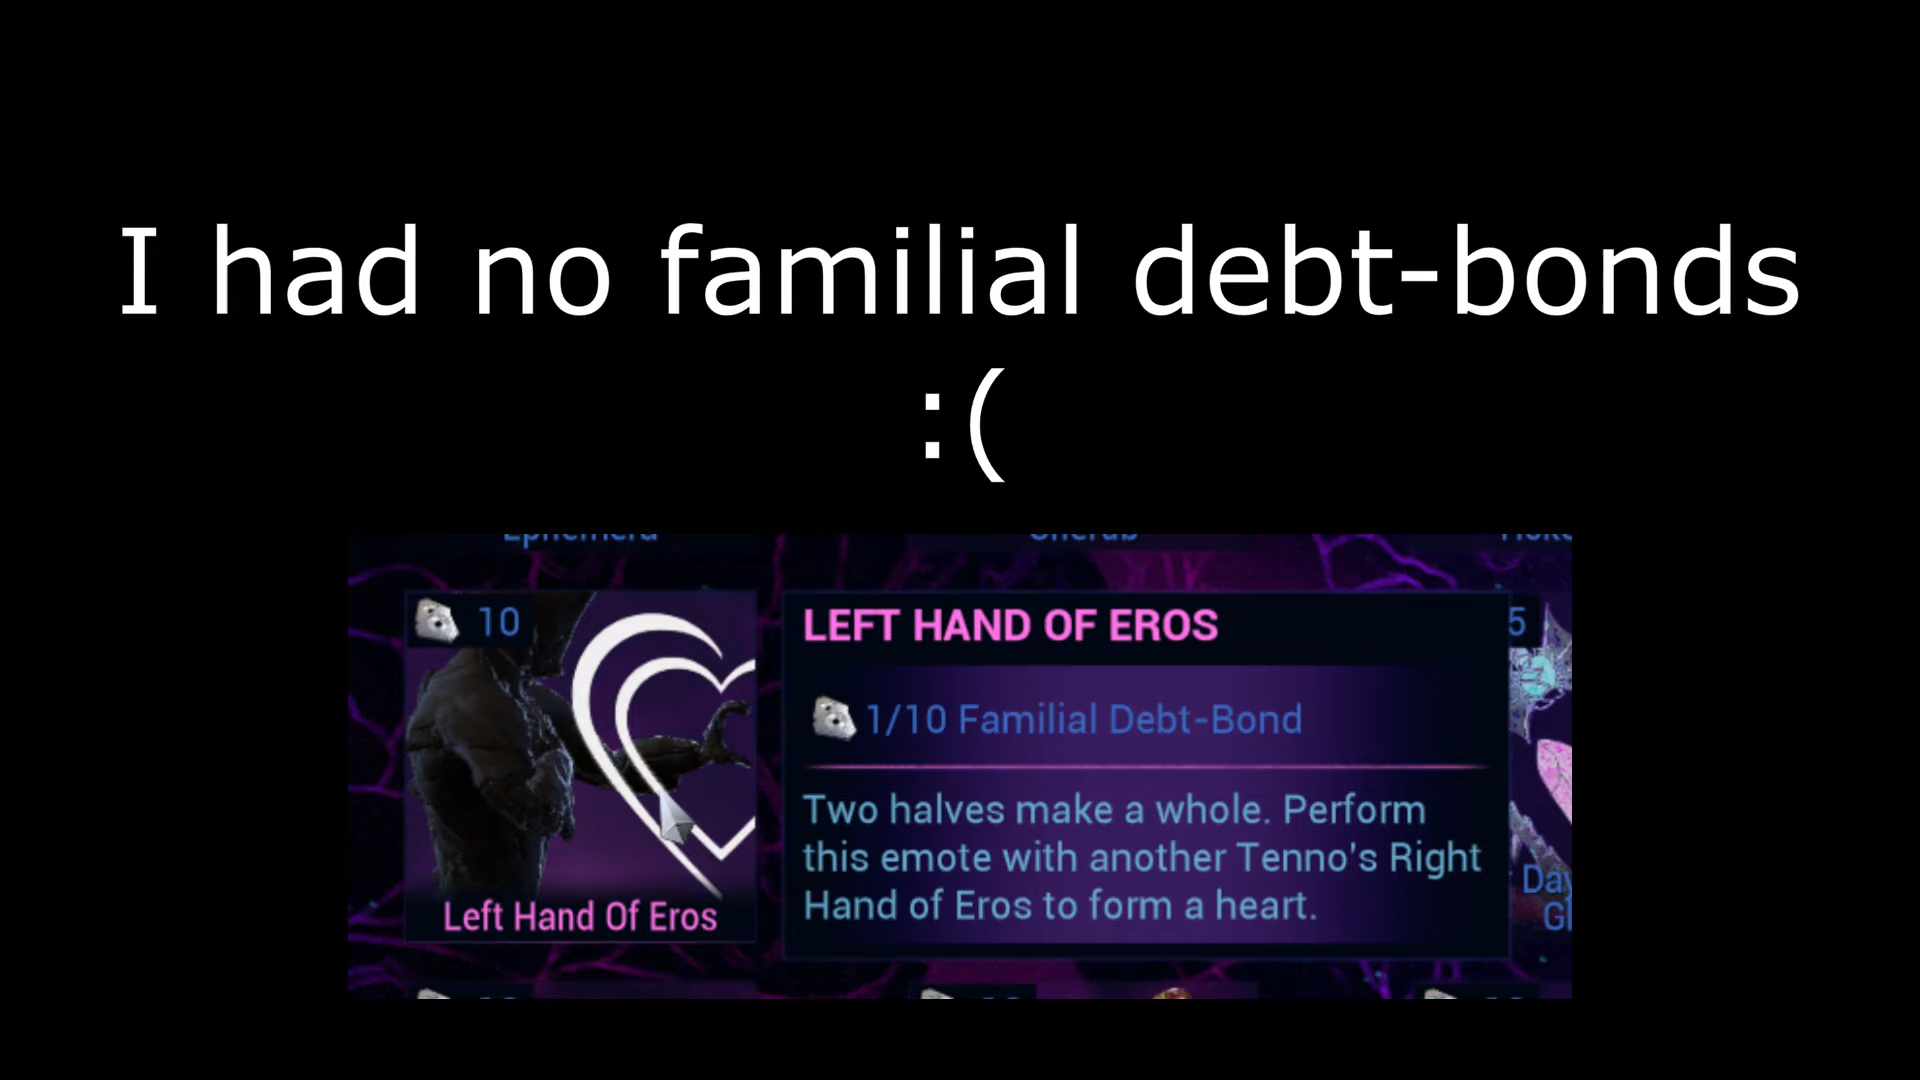 I had no familial debt-bonds
:(
Ephemera
10
LEFT HAND OF EROS
5
1/10 Familial Debt-Bond
Two halves make a whole. Perform
this emote with another Tenno's Right
Hand of Eros to form a heart.
Left Hand Of Eros